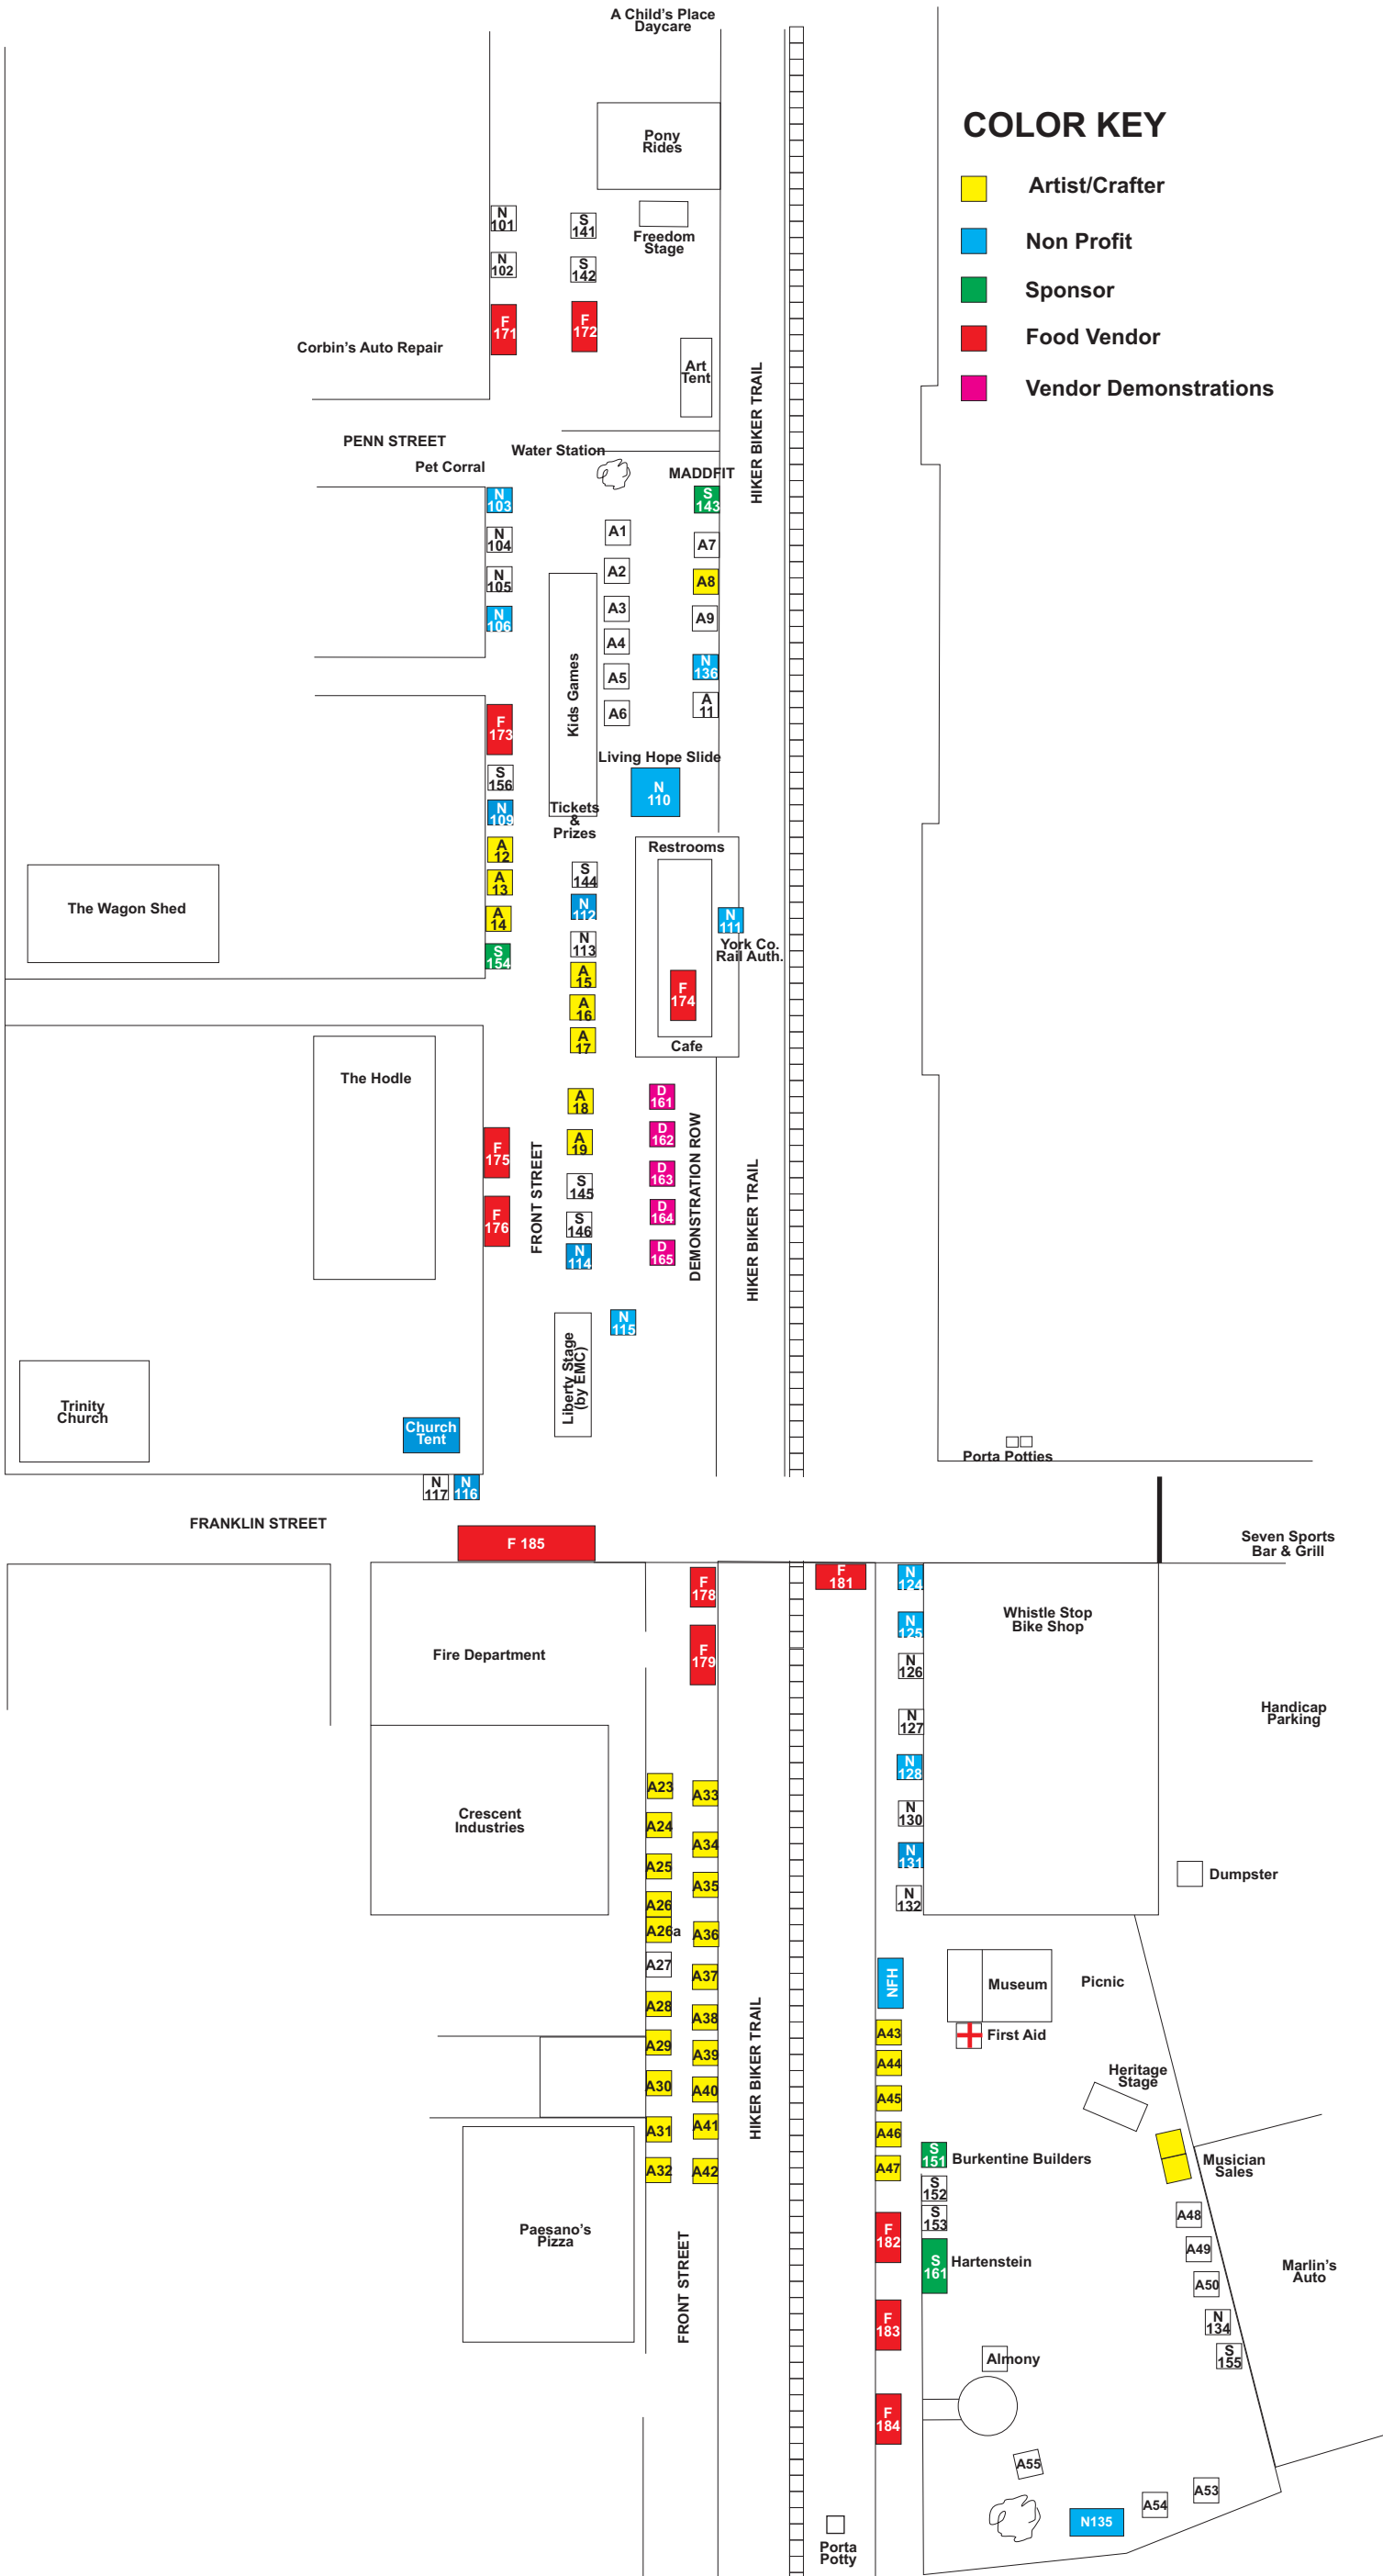 A Child's Place
Daycare
COLOR KEY
Artist/Crafter
Non Profit
Sponsor
Food Vendor
Vendor Demonstrations
Pony
Rides
N
101
S
141
Freedom
Stage
N
102
S
142
F
171
F
172
Corbin's Auto Repair
Art
Tent
HIKER BIKER TRAIL
PENN STREET
Water Station
Pet Corral
MADDFIT
N
103
S
143
N
104
A1
A7
N
105
A2
A8
N
106
A3
A9
A4
N
136
A5
A
11
A6
Kids Games
F
173
Living Hope Slide
S
156
N
110
N
109
Tickets
&
Prizes
A
12
Restrooms
A
13
S
144
The Wagon Shed
A
14
N
112
N
111
S
154
N
113
York Co.
Rail Auth.
A
15
F
174
A
16
A
17
Cafe
The Hodle
A
18
D
161
A
19
D
162
F
175
S
145
D
163
F
176
S
146
D
164
N
114
D
165
FRONT STREET
DEMONSTRATION ROW
HIKER BIKER TRAIL
N
115
Liberty Stage
(by EMC)
Trinity
Church
Church
Tent
Porta Potties
N
117
N
116
FRANKLIN STREET
F 185
Seven Sports
Bar & Grill
F
178
F
181
N
124
Whistle Stop
Bike Shop
N
125
Fire Department
F
179
N
126
Handicap
Parking
N
127
N
128
A23
A33
Crescent
Industries
A24
N
130
A34
N
131
A25
A35
Dumpster
A26
N
132
A26a
A36
A27
A37
NFH
Museum
Picnic
A28
A38
A43
First Aid
A29
A39
A44
Heritage
Stage
A30
A40
A45
A31
A41
A46
HIKER BIKER TRAIL
A32
A42
A47
S
151
Burkentine Builders
Musician
Sales
S
152
A48
S
153
Paesano's
Pizza
F
182
A49
S
161
Hartenstein
Marlin's
Auto
A50
FRONT STREET
F
183
N
134
S
155
Almony
F
184
A55
A53
A54
N135
Porta
Potty